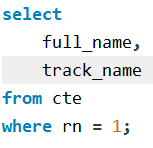 select
    full_name,
    track_name
from cte
where rn = 1;